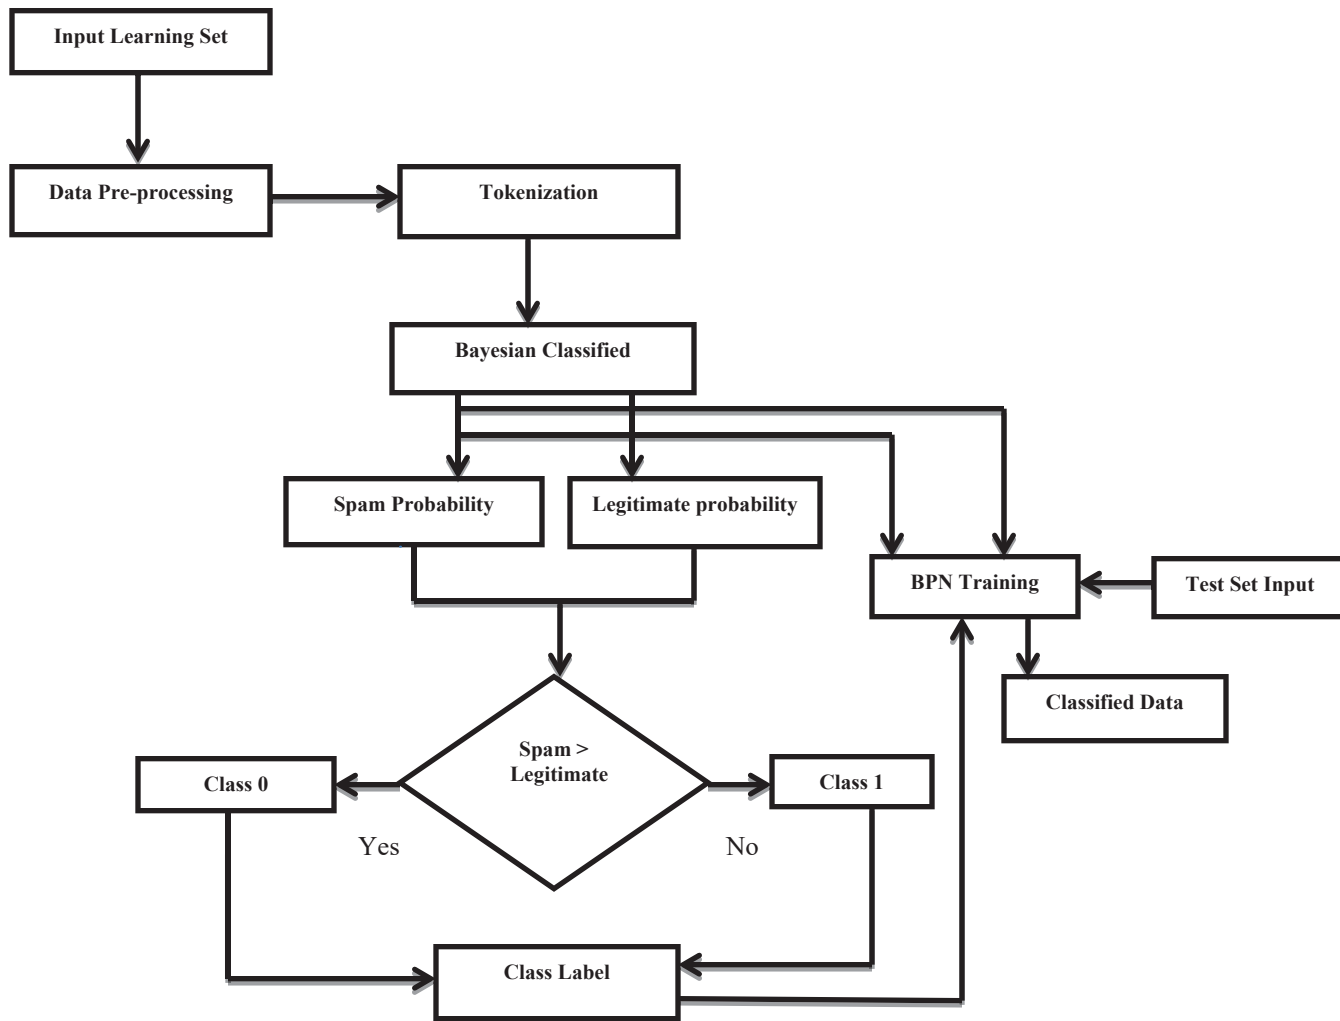 Input Learning Set
Data Pre-processing
Tokenization
Bayesian Classified
Spam Probability
Legitimate probability
BPN Training
Test Set Input
Classified Data
Spam >
Legitimate
Class 0
Class 1
Yes
No
Class Label